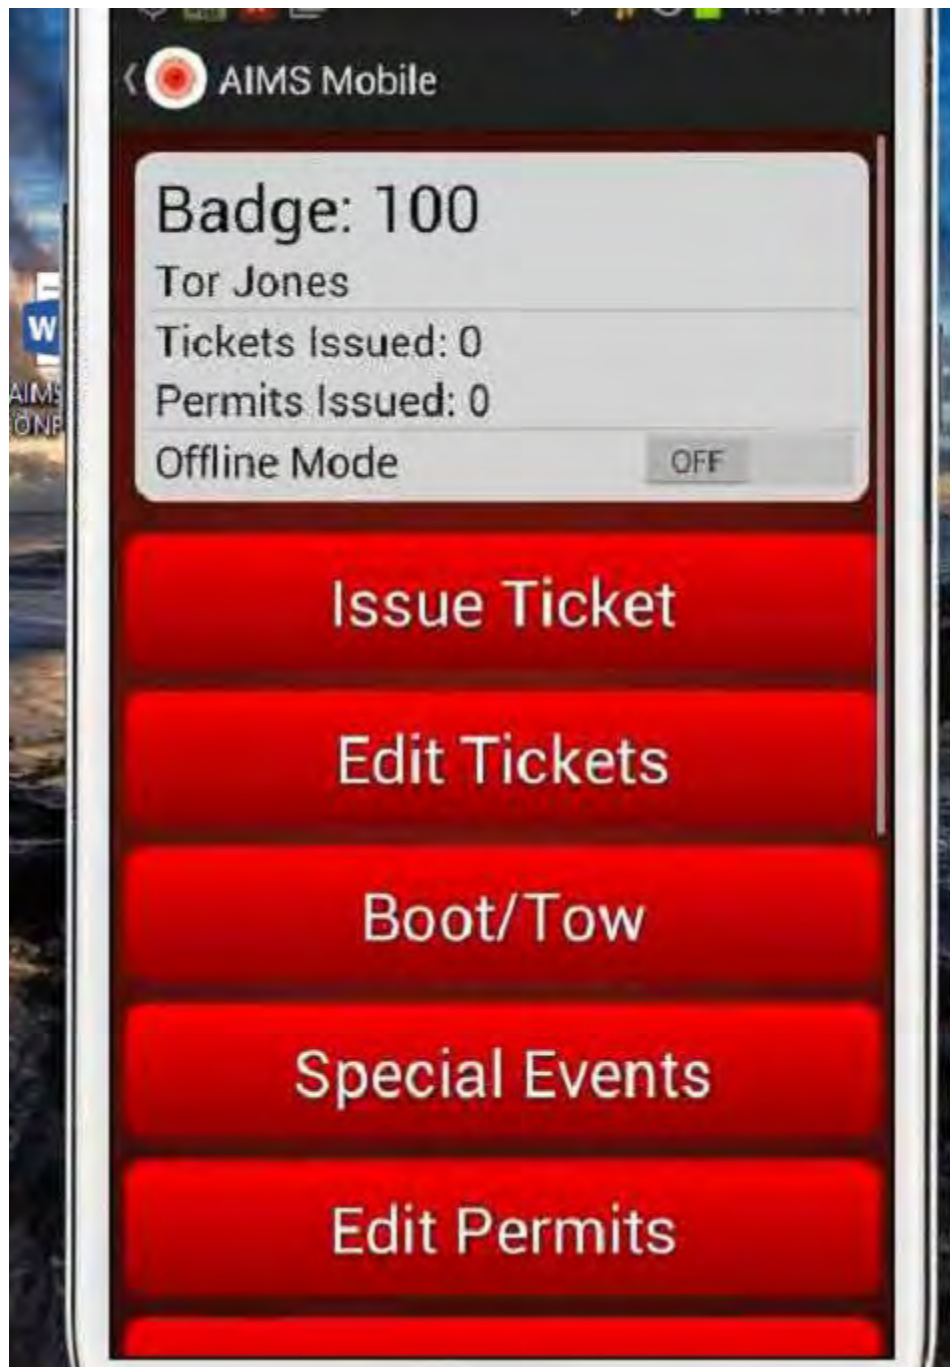 AIMS Mobile
Badge: 100
Tor Jones
Tickets Issued: 0
Permits Issued: 0
Offline Mode OFF
W
AIMS
Issue Ticket
Edit Tickets
Boot/Tow
Special Events
Edit Permits